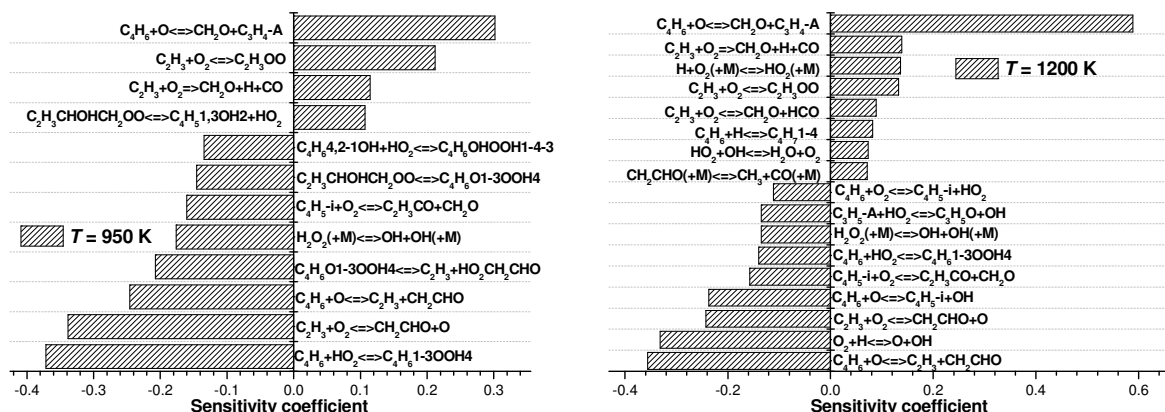 C₄H₆+O<=>CH₂O+C₃H₄-A
C₂H₃+O₂<=>C₂H₃OO
C₂H₃+O₂=>CH₂O+H+CO
C₂H₃CHOHCH₂OO<=>C₄H₅1,3OH2+HO₂
C₄H₆4,2-1OH+HO₂<=>C₄H₆OHOOH1-4-3
C₂H₃CHOHCH₂OO<=>C₄H₆O1-3OOH4
C₄H₅-i+O₂<=>C₂H₃CO+CH₂O
T = 950 K
H₂O₂(+M)<=>OH+OH(+M)
C₄H₆O1-3OOH4<=>C₂H₃+HO₂CH₂CHO
C₄H₆+O<=>C₂H₃+CH₂CHO
C₂H₃+O₂<=>CH₂CHO+O
C₄H₆+HO₂<=>C₄H₆1-3OOH4
-0.4 -0.3 -0.2 -0.1 0 0.1 0.2 0.3
Sensitivity coefficient
C₄H₆+O<=>CH₂O+C₃H₄-A
C₂H₃+O₂=>CH₂O+H+CO
T = 1200 K
H+O₂(+M)<=>HO₂(+M)
C₂H₃+O₂<=>C₂H₃OO
C₂H₃+O₂<=>CH₂O+HCO
C₄H₆+H<=>C₄H₇1-4
HO₂+OH<=>H₂O+O₂
CH₂CHO(+M)<=>CH₃+CO(+M)
C₄H₆+O₂<=>C₄H₅-i+HO₂
C₃H₅-A+HO₂<=>C₃H₅O+OH
H₂O₂(+M)<=>OH+OH(+M)
C₄H₆+HO₂<=>C₄H₆1-3OOH4
C₄H₅-i+O₂<=>C₂H₃CO+CH₂O
C₄H₆+O<=>C₄H₅-i+OH
C₂H₃+O₂<=>CH₂CHO+O
O₂+H<=>O+OH
C₄H₆+O<=>C₂H₃+CH₂CHO
-0.4 -0.2 0.0 0.2 0.4 0.6
Sensitivity coefficient